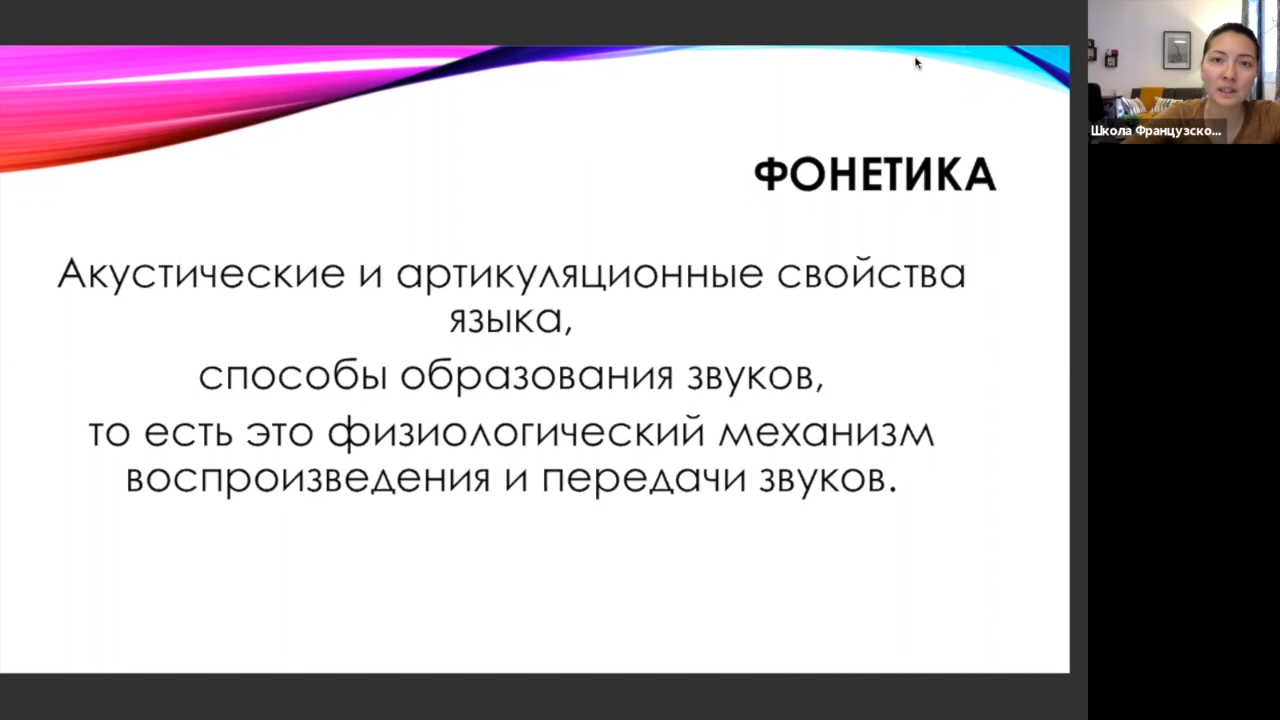 ФОНЕТИКА
Акустические и артикуляционные свойства
языка,
способы образования звуков,
то есть это физиологический механизм
воспроизведения и передачи звуков.
Школа Французско...